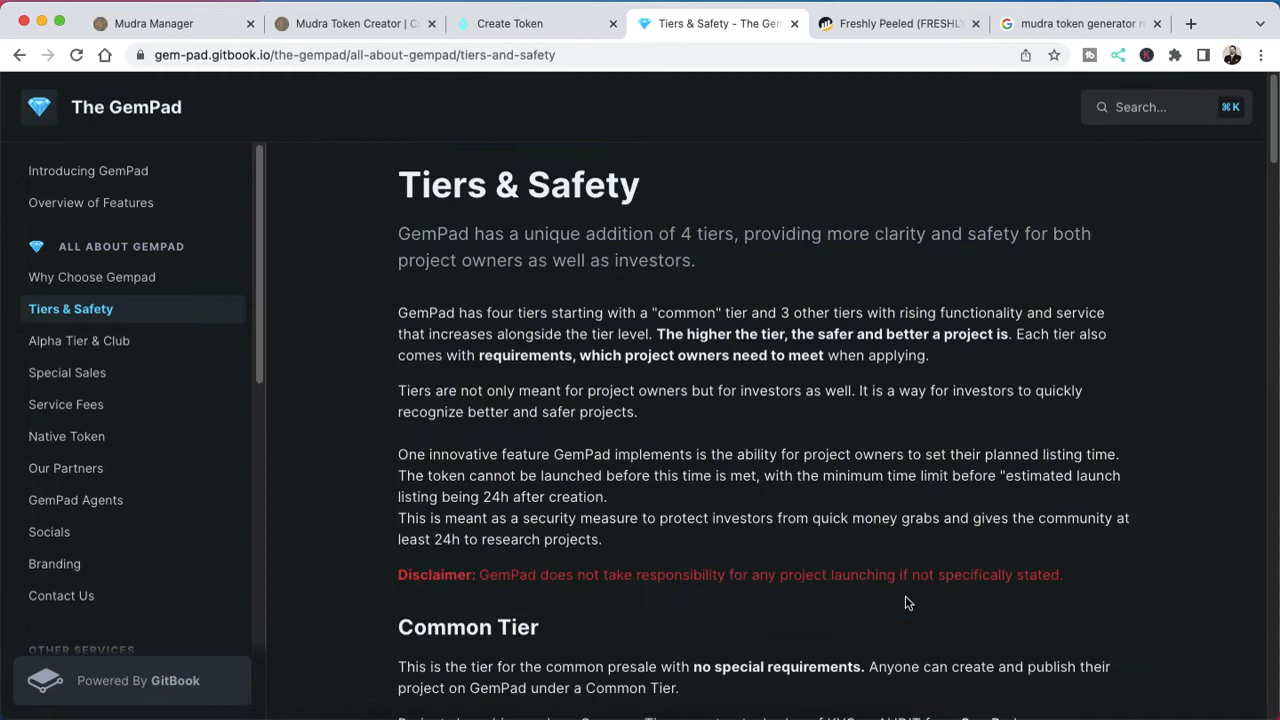 Mudra Manager
Mudra Token Creator | C
Create Token
Tiers & Safety - The Gem
Freshly Peeled (FRESHLY
mudra token generator r
gem-pad.gitbook.io/the-gempad/all-about-gempad/tiers-and-safety
The GemPad
Search...
⌘K
Introducing GemPad
Overview of Features
ALL ABOUT GEMPAD
Why Choose Gempad
Tiers & Safety
Alpha Tier & Club
Special Sales
Service Fees
Native Token
Our Partners
GemPad Agents
Socials
Branding
Contact Us
OTHER SERVICES
Powered By GitBook
Tiers & Safety
GemPad has a unique addition of 4 tiers, providing more clarity and safety for both
project owners as well as investors.
GemPad has four tiers starting with a "common" tier and 3 other tiers with rising functionality and service
that increases alongside the tier level. The higher the tier, the safer and better a project is. Each tier also
comes with requirements, which project owners need to meet when applying.
Tiers are not only meant for project owners but for investors as well. It is a way for investors to quickly
recognize better and safer projects.
One innovative feature GemPad implements is the ability for project owners to set their planned listing time.
The token cannot be launched before this time is met, with the minimum time limit before "estimated launch
listing being 24h after creation.
This is meant as a security measure to protect investors from quick money grabs and gives the community at
least 24h to research projects.
Disclaimer: GemPad does not take responsibility for any project launching if not specifically stated.
Common Tier
This is the tier for the common presale with no special requirements. Anyone can create and publish their
project on GemPad under a Common Tier.